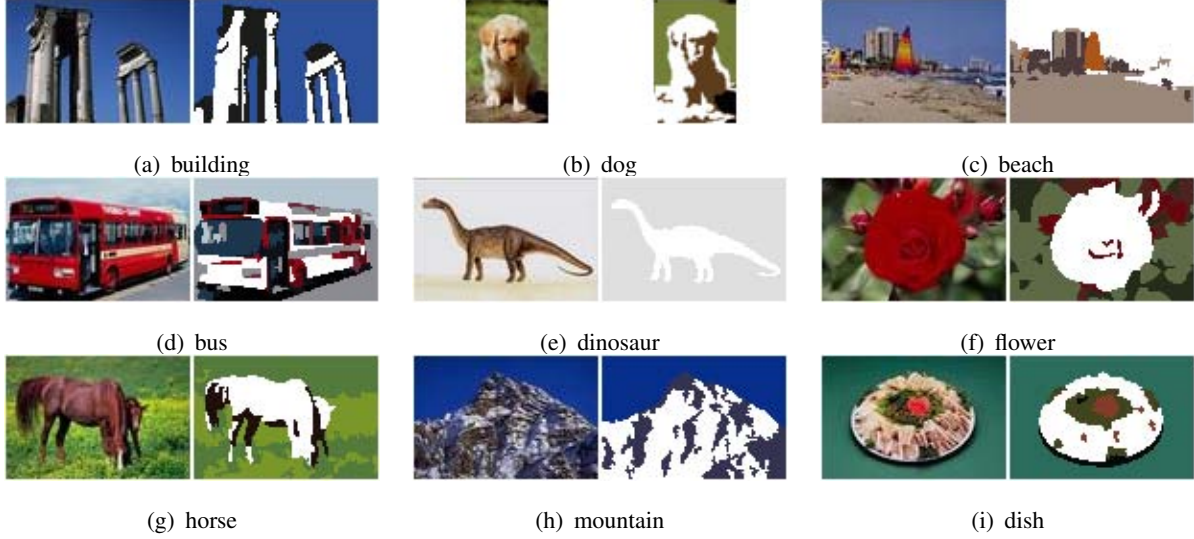 (a) building
(b) dog
(c) beach
(d) bus
(e) dinosaur
(f) flower
(g) horse
(h) mountain
(i) dish